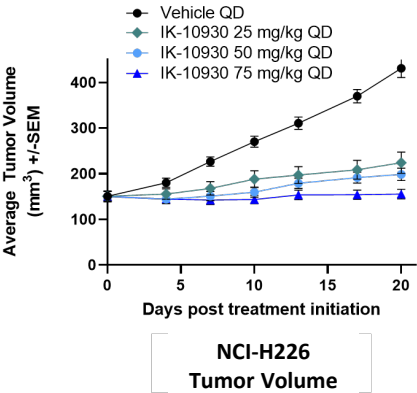 Vehicle QD
IK-10930 25 mg/kg QD
IK-10930 50 mg/kg QD
IK-10930 75 mg/kg QD
Average Tumor Volume
(mm³) +/-SEM
400
300
200
100
0
0
5
10
15
20
Days post treatment initiation
NCI-H226
Tumor Volume